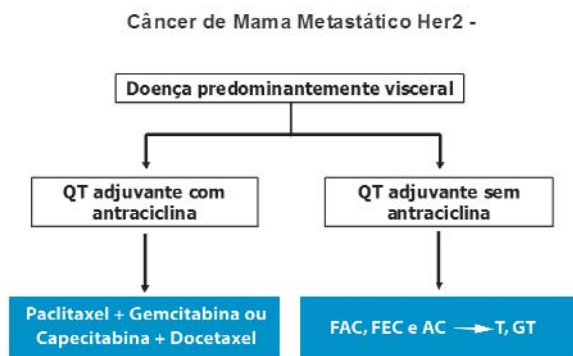 Câncer de Mama Metastático Her2 -
Doença predominantemente visceral
QT adjuvante com
antraciclina
QT adjuvante sem
antraciclina
Paclitaxel + Gemcitabina ou
Capecitabina + Docetaxel
FAC, FEC e AC → T, GT